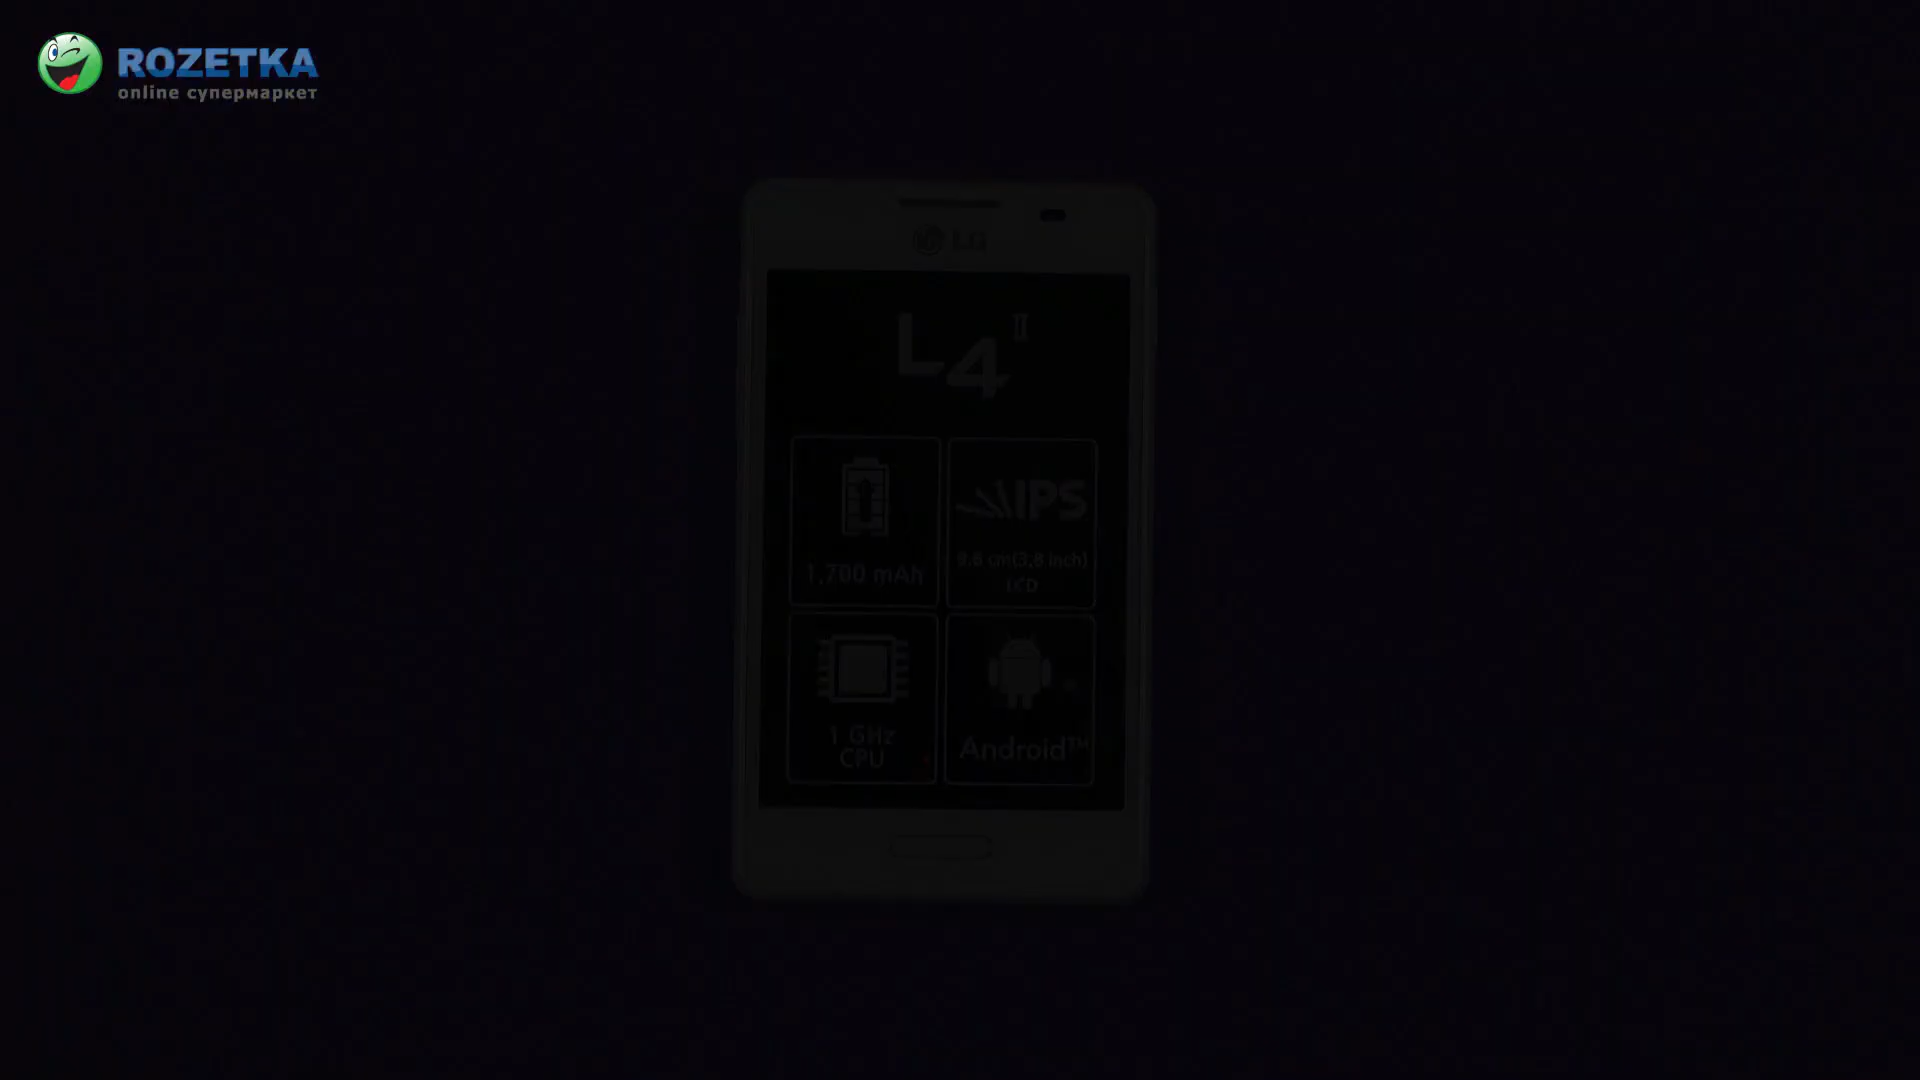 ROZETKA
online супермаркет
LG
L4 II
1,700 mAh
IPS
9.6 cm(3.8 inch)
LCD
1 GHz
CPU
Android™